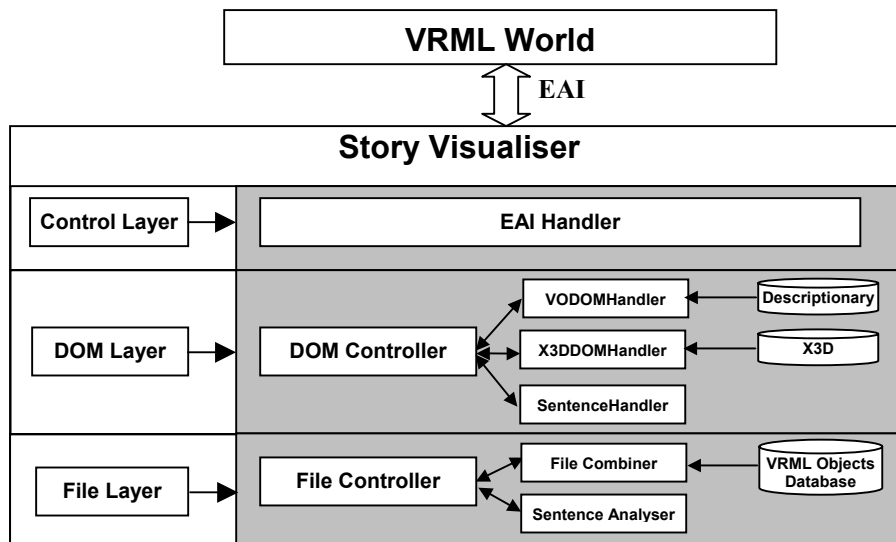 VRML World
EAI
Story Visualiser
Control Layer
EAI Handler
VODOMHandler
Descriptionary
DOM Layer
DOM Controller
X3DDOMHandler
X3D
SentenceHandler
File Layer
File Controller
File Combiner
VRML Objects
Database
Sentence Analyser